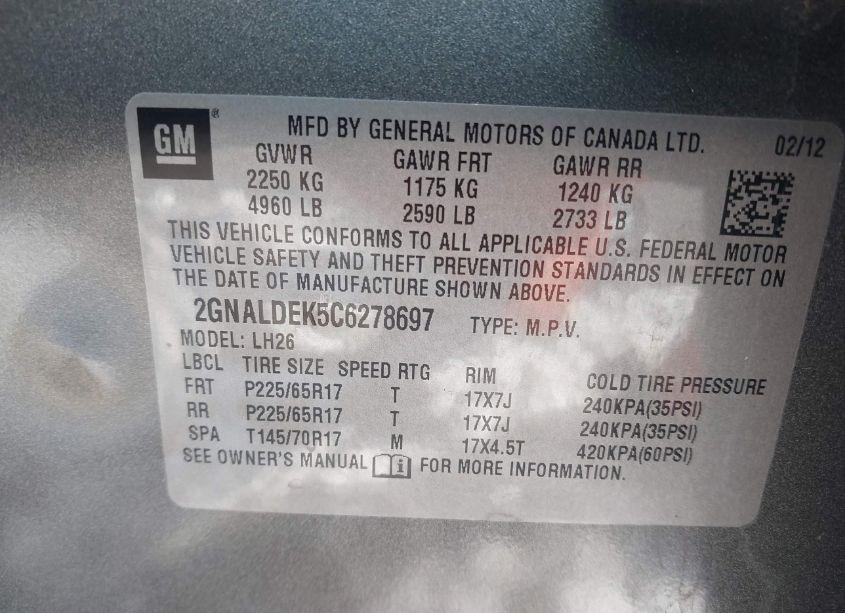 GM®
MFD BY GENERAL MOTORS OF CANADA LTD. 02/12
GVWR GAWR FRT GAWR RR
2250 KG 1175 KG 1240 KG
4960 LB 2590 LB 2733 LB
THIS VEHICLE CONFORMS TO ALL APPLICABLE U.S. FEDERAL MOTOR
VEHICLE SAFETY AND THEFT PREVENTION STANDARDS IN EFFECT ON
THE DATE OF MANUFACTURE SHOWN ABOVE.
2GNALDEK5C6278697 TYPE: M.P.V.
MODEL: LH26
LBCL TIRE SIZE SPEED RTG RIM COLD TIRE PRESSURE
FRT P225/65R17 T 17X7J 240KPA(35PSI)
RR P225/65R17 T 17X7J 240KPA(35PSI)
SPA T145/70R17 M 17X4.5T 420KPA(60PSI)
SEE OWNER'S MANUAL i FOR MORE INFORMATION.